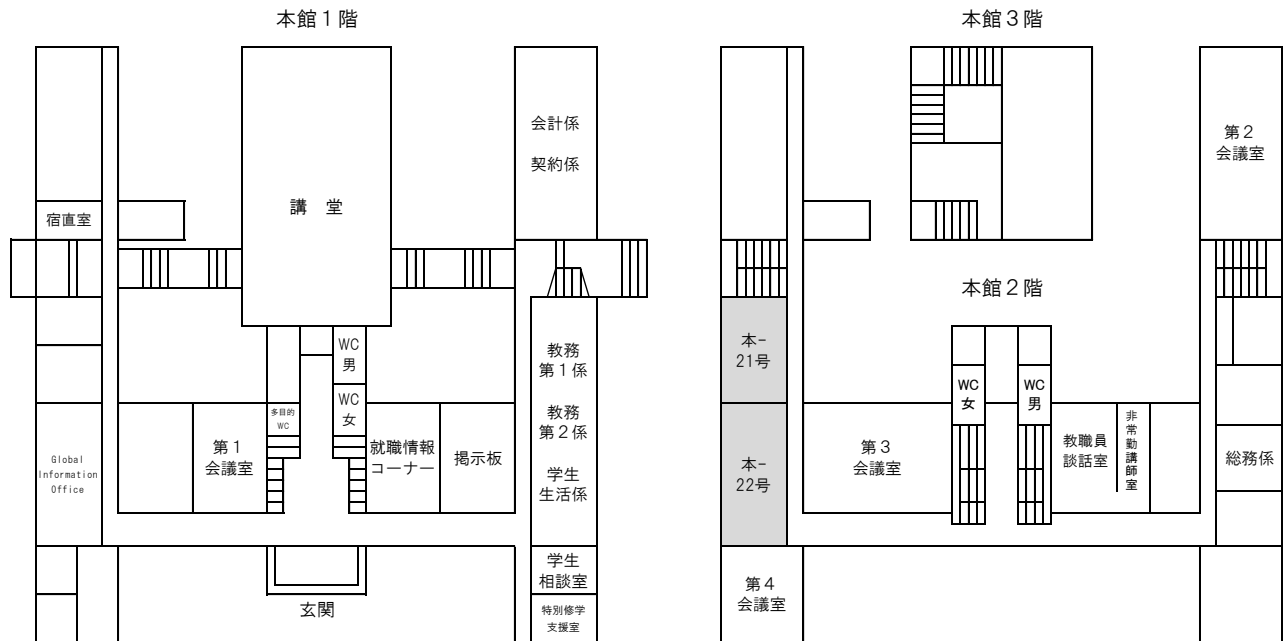 本館１階
会計係
契約係
講　堂
宿直室
WC
男
WC
女
多目的
WC
第１
会議室
就職情報
コーナー
掲示板
Global
Information
Office
教務
第１係
教務
第２係
学生
生活係
学生
相談室
特別修学
支援室
玄関
本館３階
第２
会議室
本館２階
本-
21号
本-
22号
WC
女
WC
男
第３
会議室
教職員
談話室
非常勤講師室
総務係
第４
会議室